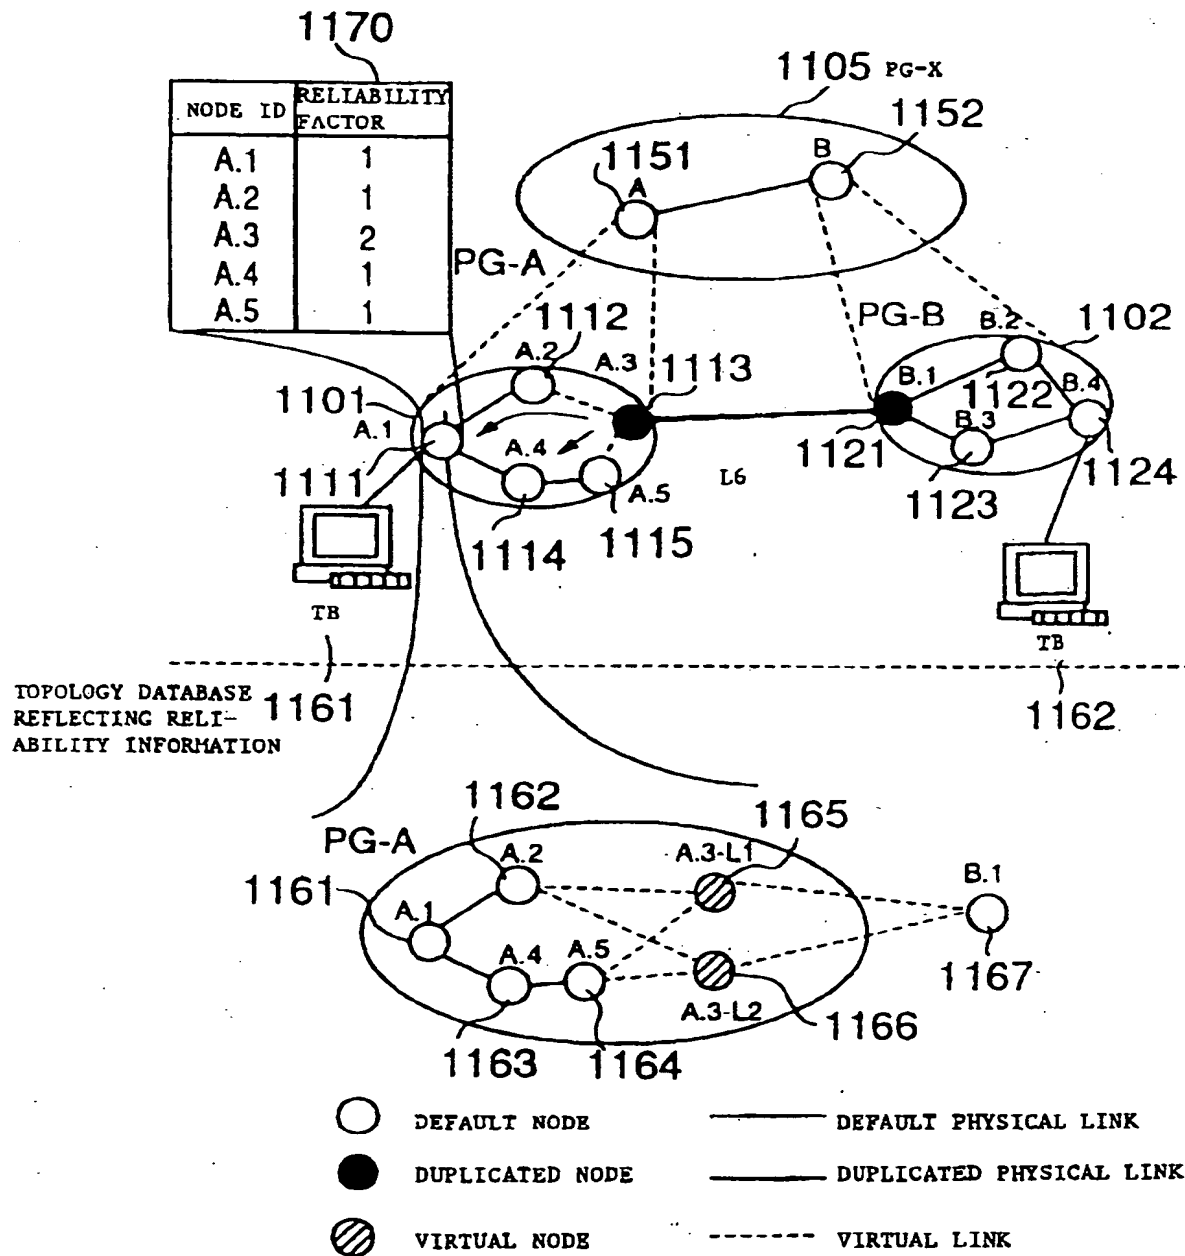 1170
NODE ID RELIABILITY FACTOR
A.1 1
A.2 1
A.3 2
A.4 1
A.5 1
1105 PG-X
1152
1151
B
A
PG-A
PG-B
1112
A.2
A.3
1113
B.2
1102
1101
A.1
B.1
1122
B.4
1111
A.4
1121
B.3
L6
A.5
1123
1124
1114
1115
TB
TB
1161
1162
TOPOLOGY DATABASE
REFLECTING RELI-
ABILITY INFORMATION
1162
1165
PG-A
A.2
A.3-L1
B.1
1161
A.1
A.4
A.5
1167
A.3-L2
1166
1163
1164
DEFAULT NODE
DEFAULT PHYSICAL LINK
DUPLICATED NODE
DUPLICATED PHYSICAL LINK
VIRTUAL NODE
VIRTUAL LINK